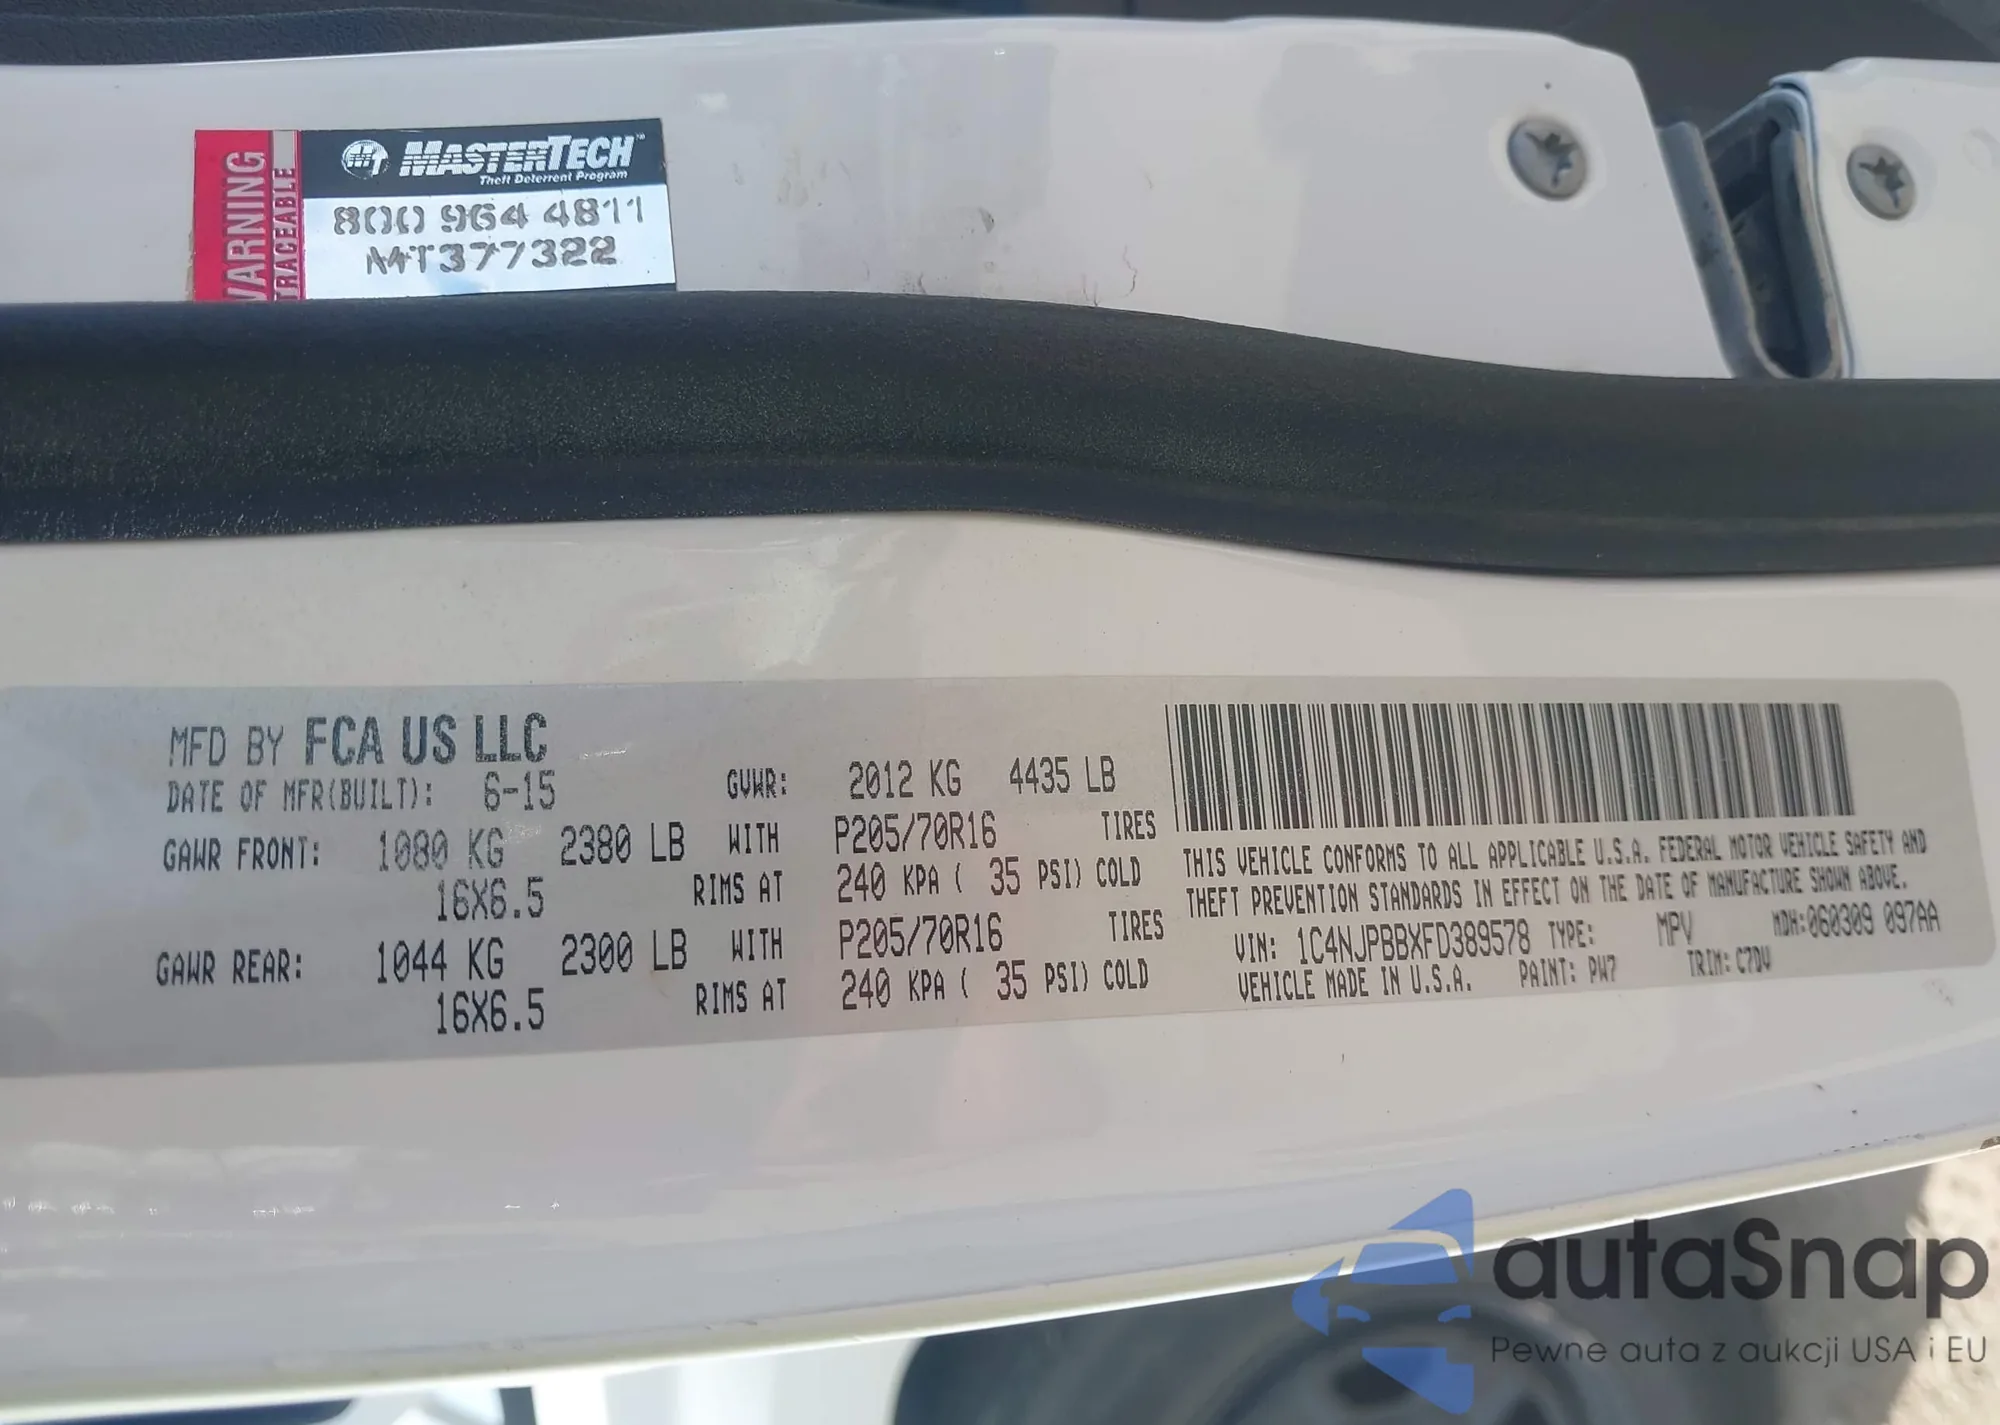 WARNING
TRACEABLE
MASTERTECH™
Theft Deterrent Program
800 964 4811
MT377322
MFD BY FCA US LLC
DATE OF MFR(BUILT): 6-15 GVWR: 2012 KG 4435 LB
GAWR FRONT: 1080 KG 2380 LB WITH P205/70R16 TIRES
16X6.5 RIMS AT 240 KPA ( 35 PSI) COLD
GAWR REAR: 1044 KG 2300 LB WITH P205/70R16 TIRES
16X6.5 RIMS AT 240 KPA ( 35 PSI) COLD
THIS VEHICLE CONFORMS TO ALL APPLICABLE U.S.A. FEDERAL MOTOR VEHICLE SAFETY AND
THEFT PREVENTION STANDARDS IN EFFECT ON THE DATE OF MANUFACTURE SHOWN ABOVE.
VIN: 1C4NJPBBXFD389578 TYPE: MPV MDH:060309 097AA
VEHICLE MADE IN U.S.A. PAINT: PW7 TRIM: C7DV
autaSnap
Pewne auta z aukcji USA i EU